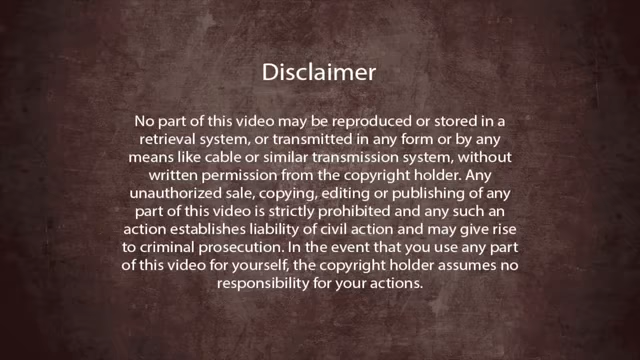 Disclaimer
No part of this video may be reproduced or stored in a
retrieval system, or transmitted in any form or by any
means like cable or similar transmission system, without
written permission from the copyright holder. Any
unauthorized sale, copying, editing or publishing of any
part of this video is strictly prohibited and any such an
action establishes liability of civil action and may give rise
to criminal prosecution. In the event that you use any part
of this video for yourself, the copyright holder assumes no
responsibility for your actions.